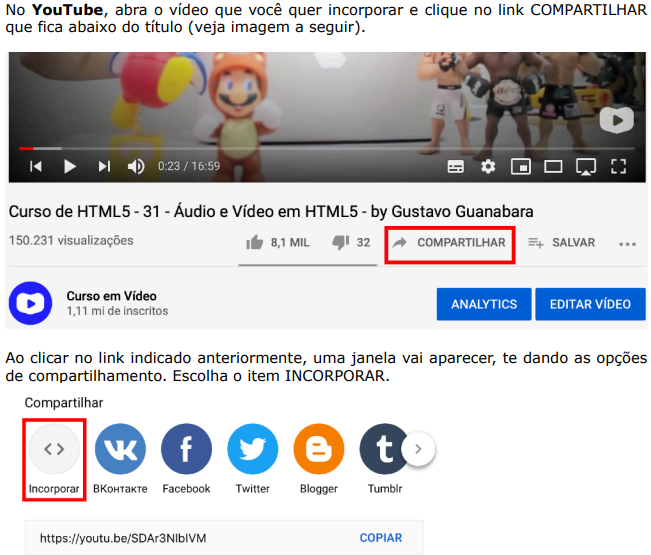 No YouTube, abra o vídeo que você quer incorporar e clique no link COMPARTILHAR
que fica abaixo do título (veja imagem a seguir).
0:23 / 16:59
Curso de HTML5 - 31 - Áudio e Vídeo em HTML5 - by Gustavo Guanabara
150.231 visualizações 8,1 MIL 32 COMPARTILHAR SALVAR
Curso em Vídeo
1,11 mi de inscritos
ANALYTICS EDITAR VÍDEO
Ao clicar no link indicado anteriormente, uma janela vai aparecer, te dando as opções
de compartilhamento. Escolha o item INCORPORAR.
Compartilhar
Incorporar ВКонтакте Facebook Twitter Blogger Tumblr
https://youtu.be/SDAr3NIbIVM COPIAR